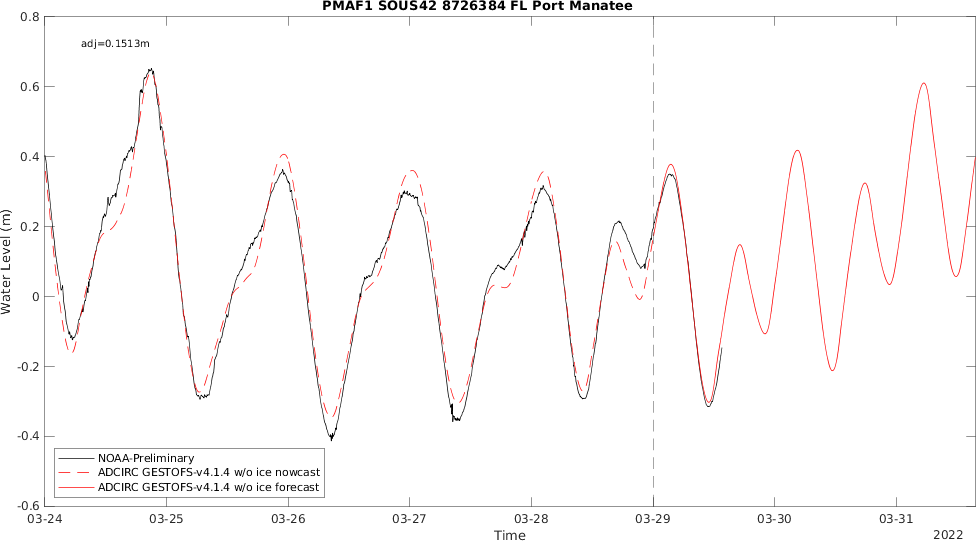 PMAF1 SOUS42 8726384 FL Port Manatee
adj=0.1513m
0.8
0.6
0.4
0.2
0
-0.2
-0.4
-0.6
Water Level (m)
NOAA-Preliminary
ADCIRC GESTOFS-v4.1.4 w/o ice nowcast
ADCIRC GESTOFS-v4.1.4 w/o ice forecast
03-24 03-25 03-26 03-27 03-28 03-29 03-30 03-31
Time
2022